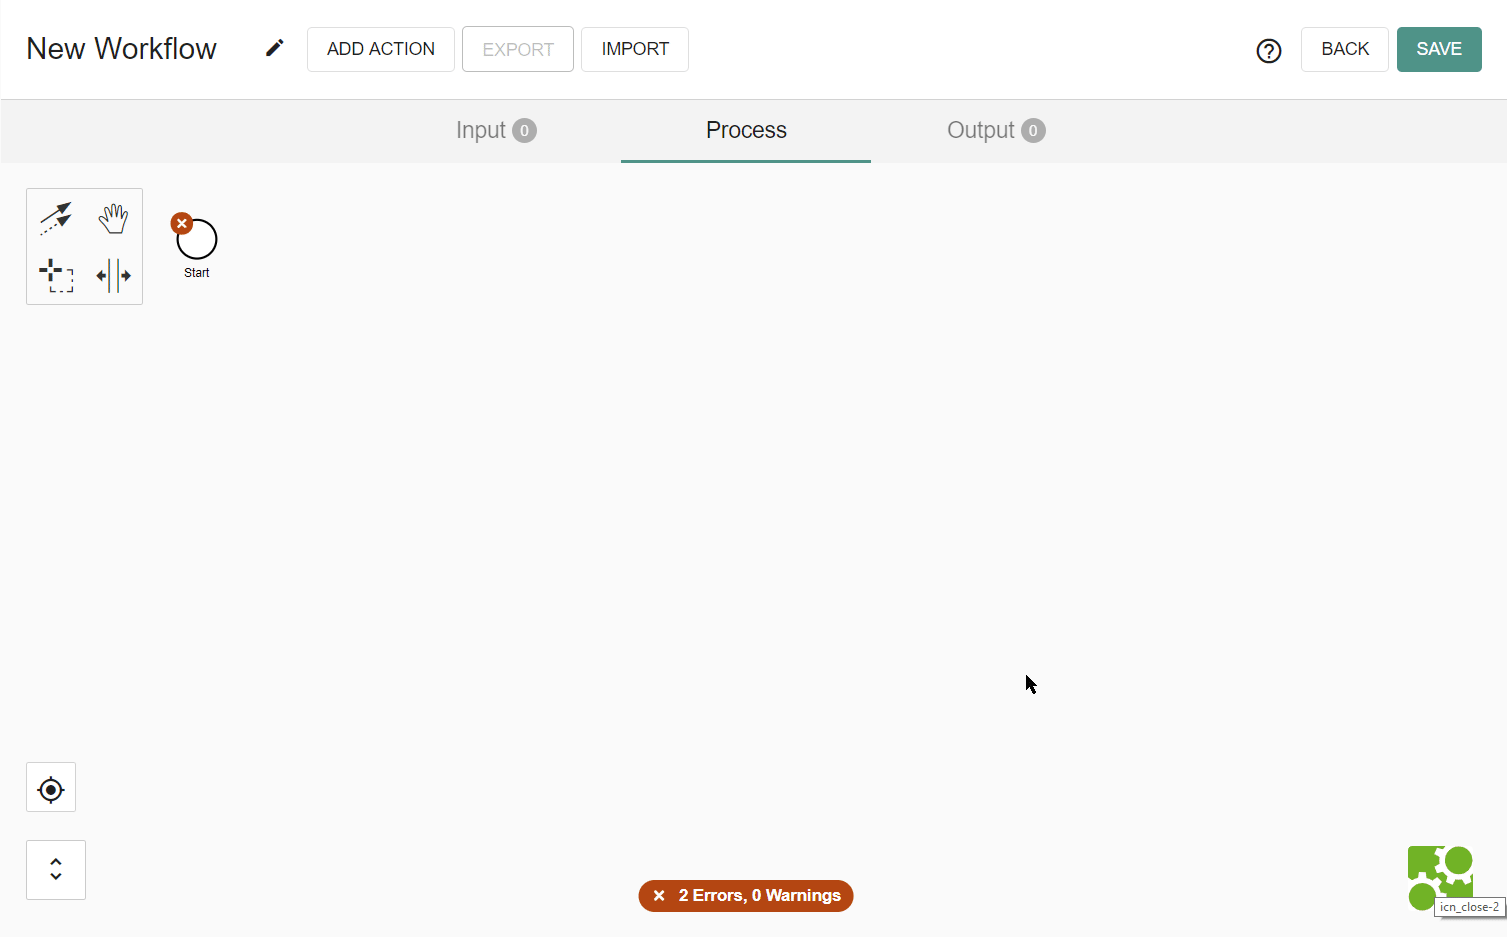 New Workflow
ADD ACTION
EXPORT
IMPORT
BACK
SAVE
Input 0
Process
Output 0
Start
2 Errors, 0 Warnings
icn_close-2